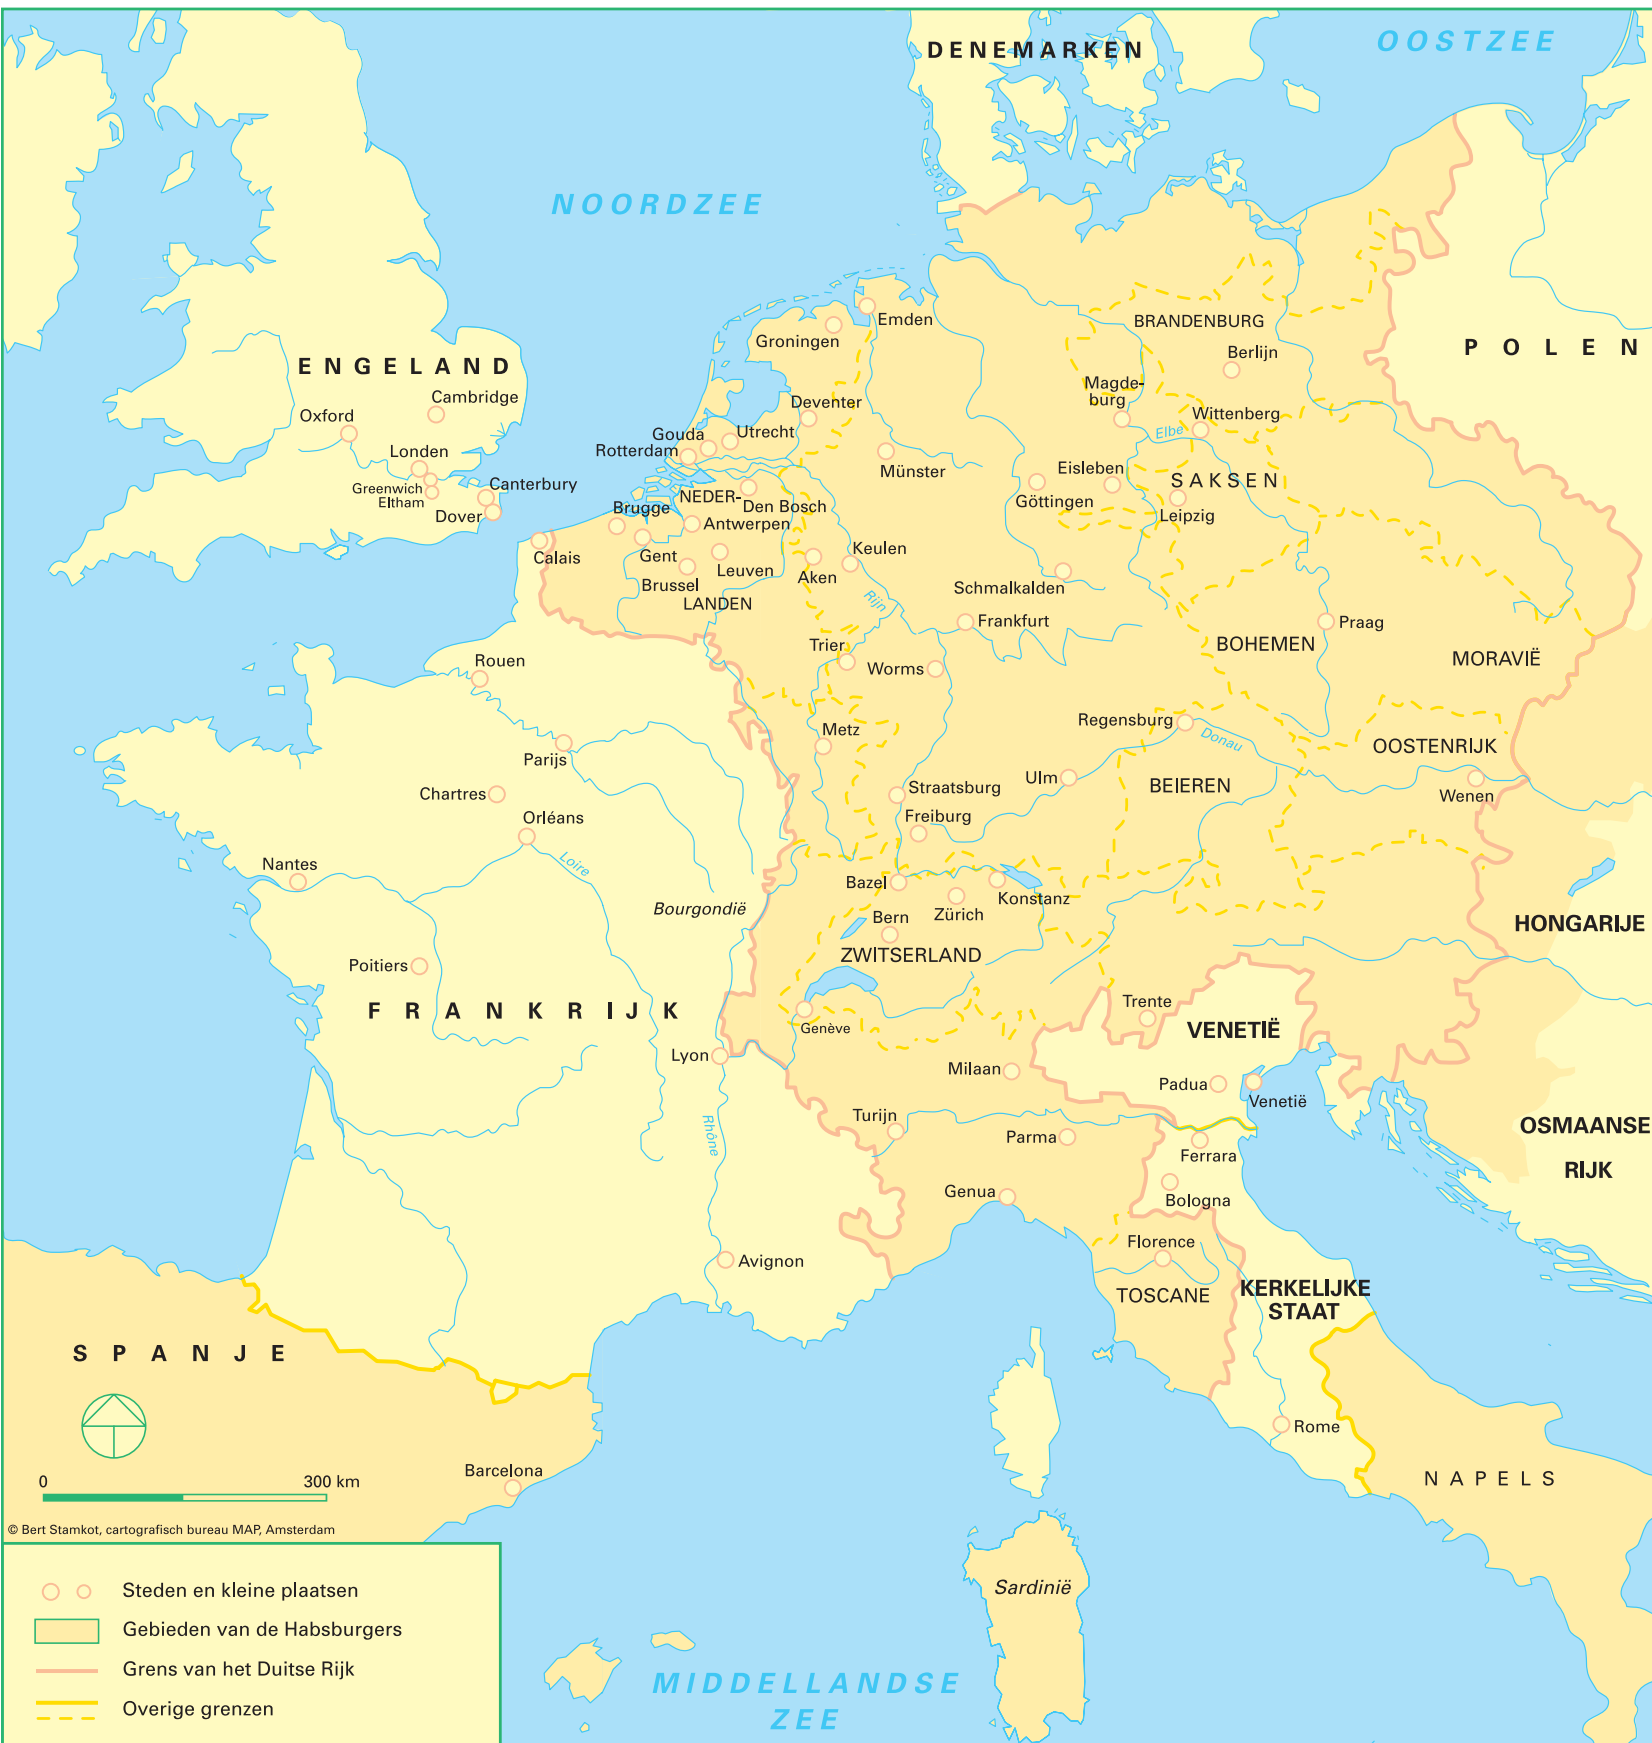 DENEMARKEN
OOSTZEE
NOORDZEE
Emden
Groningen
BRANDENBURG
Berlijn
POLEN
ENGELAND
Cambridge
Oxford
Magde-
burg
Deventer
Wittenberg
Elbe
Gouda
Utrecht
Rotterdam
Londen
Münster
Eisleben
SAKSEN
Greenwich
Eltham
Canterbury
Dover
NEDER-
Den Bosch
Göttingen
Leipzig
Brugge
Antwerpen
Calais
Gent
Leuven
Keulen
Aken
Brussel
LANDEN
Rijn
Schmalkalden
Frankfurt
Praag
Trier
Worms
BOHEMEN
MORAVIË
Rouen
Metz
Regensburg
Donau
OOSTENRIJK
Parijs
Ulm
BEIEREN
Wenen
Chartres
Straatsburg
Orléans
Freiburg
Loire
Nantes
Bazel
Konstanz
Bourgondië
Bern
Zürich
HONGARIJE
ZWITSERLAND
Poitiers
FRANKRIJK
Trente
Genève
VENETIË
Lyon
Milaan
Padua
Venetië
Turijn
Rhône
Parma
Ferrara
OSMAANSE
RIJK
Genua
Bologna
Florence
Avignon
TOSCANE
KERKELIJKE
STAAT
SPANJE
Rome
Barcelona
NAPELS
0 300 km
© Bert Stamkot, cartografisch bureau MAP, Amsterdam
Sardinië
MIDDELLANDSE
ZEE
Steden en kleine plaatsen
Gebieden van de Habsburgers
Grens van het Duitse Rijk
Overige grenzen